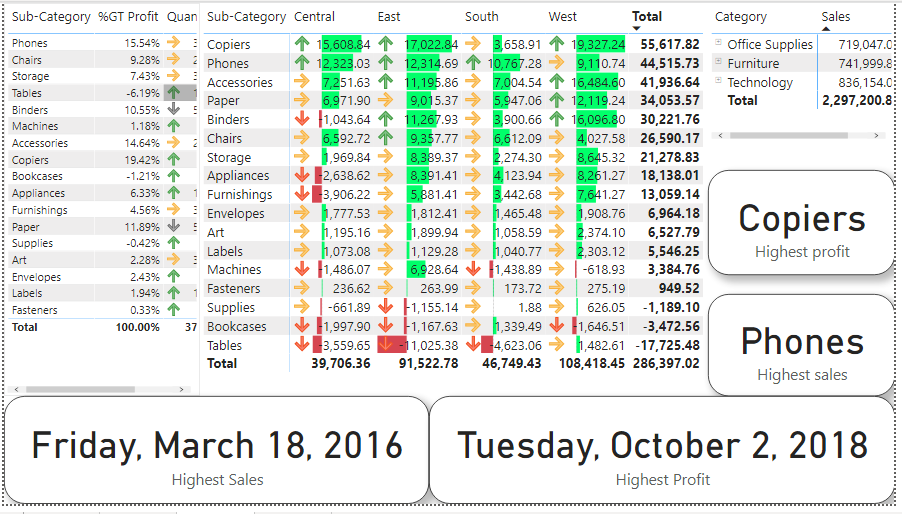 Sub-Category %GT Profit Quan
Phones 15.54% 3
Chairs 9.28% 2
Storage 7.43% 3
Tables -6.19% 1
Binders 10.55% 5
Machines 1.18%
Accessories 14.64% 2
Copiers 19.42%
Bookcases -1.21%
Appliances 6.33% 1
Furnishings 4.56% 3
Paper 11.89% 5
Supplies -0.42%
Art 2.28% 3
Envelopes 2.43%
Labels 1.94% 1
Fasteners 0.33%
Total 100.00% 37
Sub-Category Central East South West Total
Copiers 15,608.84 17,022.84 3,658.91 19,327.24 55,617.82
Phones 12,323.03 12,314.69 10,767.28 9,110.74 44,515.73
Accessories 7,251.63 11,195.86 7,004.54 16,484.60 41,936.64
Paper 6,971.90 9,015.37 5,947.06 12,119.24 34,053.57
Binders -1,043.64 11,267.93 3,900.66 16,096.80 30,221.76
Chairs 6,592.72 9,357.77 6,612.09 4,027.58 26,590.17
Storage 1,969.84 8,389.37 2,274.30 8,645.32 21,278.83
Appliances -2,638.62 8,391.41 4,123.94 8,261.27 18,138.01
Furnishings -3,906.22 5,881.41 3,442.68 7,641.27 13,059.14
Envelopes 1,777.53 1,812.41 1,465.48 1,908.76 6,964.18
Art 1,195.16 1,899.94 1,058.59 2,374.10 6,527.79
Labels 1,073.08 1,129.28 1,040.77 2,303.12 5,546.25
Machines -1,486.07 6,928.64 -1,438.89 -618.93 3,384.76
Fasteners 236.62 263.99 173.72 275.19 949.52
Supplies -661.89 -1,155.14 1.88 626.05 -1,189.10
Bookcases -1,997.90 -1,167.63 1,339.49 -1,646.51 -3,472.56
Tables -3,559.65 -11,025.38 -4,623.06 1,482.61 -17,725.48
Total 39,706.36 91,522.78 46,749.43 108,418.45 286,397.02
Category Sales
Office Supplies 719,047.0
Furniture 741,999.8
Technology 836,154.0
Total 2,297,200.8
Copiers
Highest profit
Phones
Highest sales
Friday, March 18, 2016
Highest Sales
Tuesday, October 2, 2018
Highest Profit